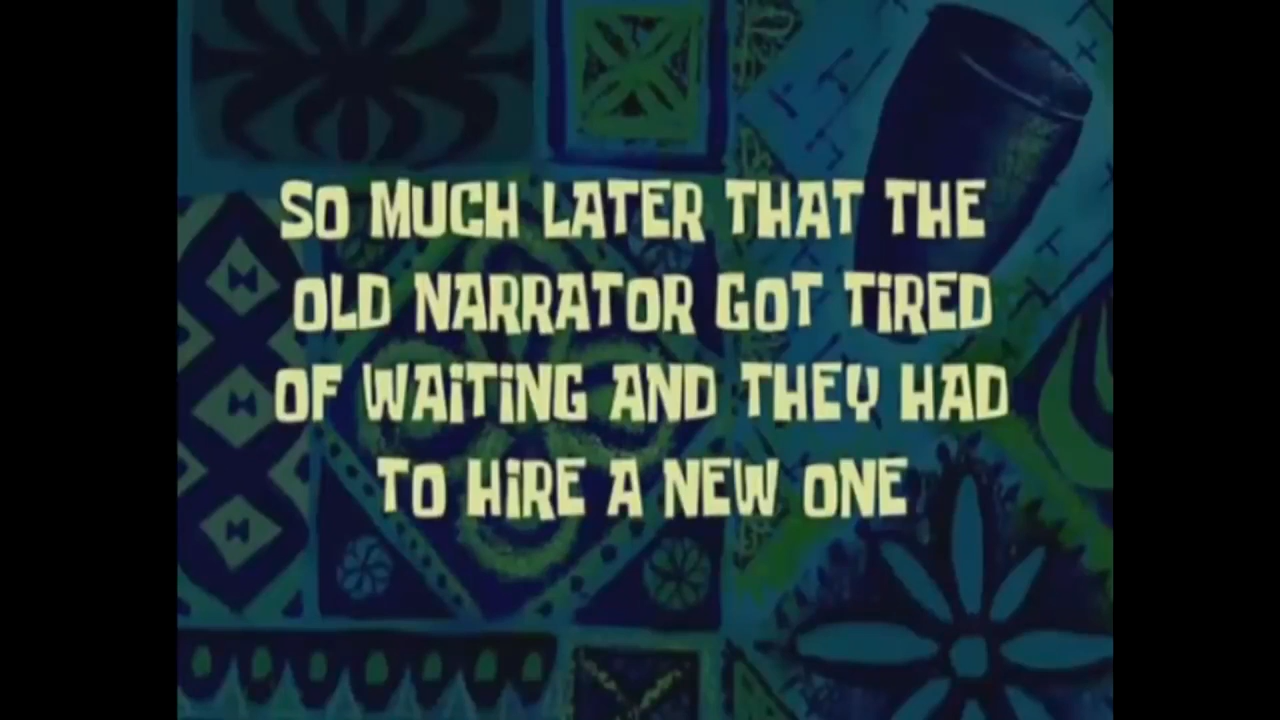 SO MUCH LATER THAT THE
OLD NARRATOR GOT TiRED
OF WAiTiNG AND THEY HAD
TO HiRE A NEW ONE